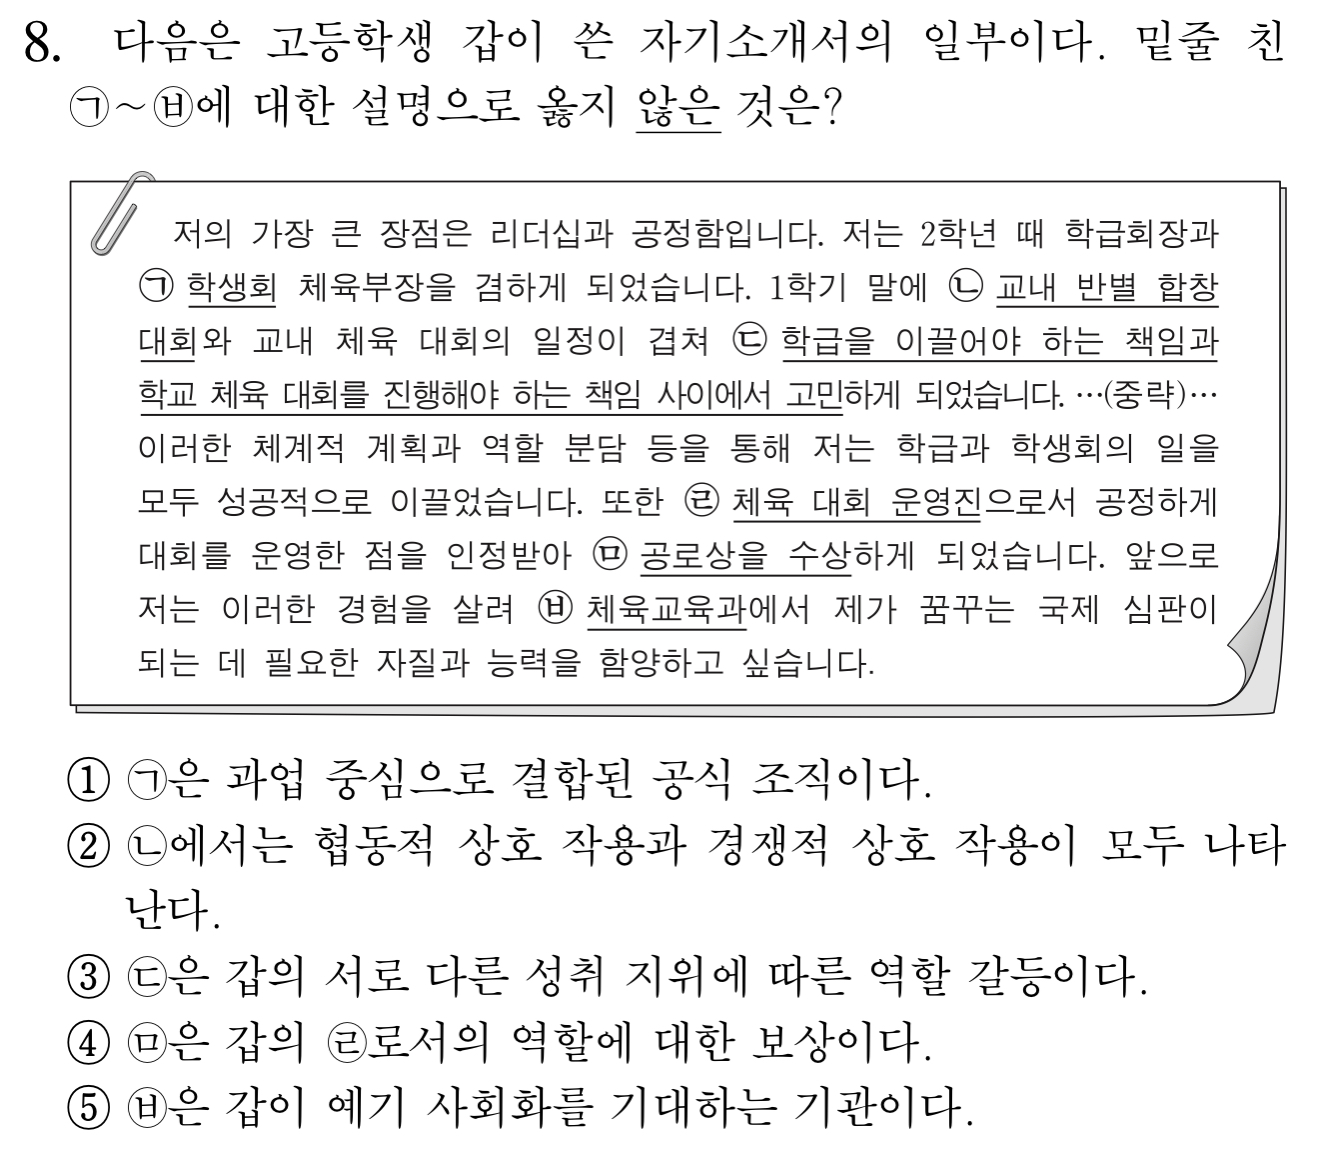 8. 다음은 고등학생 갑이 쓴 자기소개서의 일부이다. 밑줄 친
㉠~㉥에 대한 설명으로 옳지 않은 것은?
저의 가장 큰 장점은 리더십과 공정함입니다. 저는 2학년 때 학급회장과
㉠ 학생회 체육부장을 겸하게 되었습니다. 1학기 말에 ㉡ 교내 반별 합창
대회와 교내 체육 대회의 일정이 겹쳐 ㉢ 학급을 이끌어야 하는 책임과
학교 체육 대회를 진행해야 하는 책임 사이에서 고민하게 되었습니다. …(중략)…
이러한 체계적 계획과 역할 분담 등을 통해 저는 학급과 학생회의 일을
모두 성공적으로 이끌었습니다. 또한 ㉣ 체육 대회 운영진으로서 공정하게
대회를 운영한 점을 인정받아 ㉤ 공로상을 수상하게 되었습니다. 앞으로
저는 이러한 경험을 살려 ㉥ 체육교육과에서 제가 꿈꾸는 국제 심판이
되는 데 필요한 자질과 능력을 함양하고 싶습니다.
① ㉠은 과업 중심으로 결합된 공식 조직이다.
② ㉡에서는 협동적 상호 작용과 경쟁적 상호 작용이 모두 나타
난다.
③ ㉢은 갑의 서로 다른 성취 지위에 따른 역할 갈등이다.
④ ㉤은 갑의 ㉣로서의 역할에 대한 보상이다.
⑤ ㉥은 갑이 예기 사회화를 기대하는 기관이다.